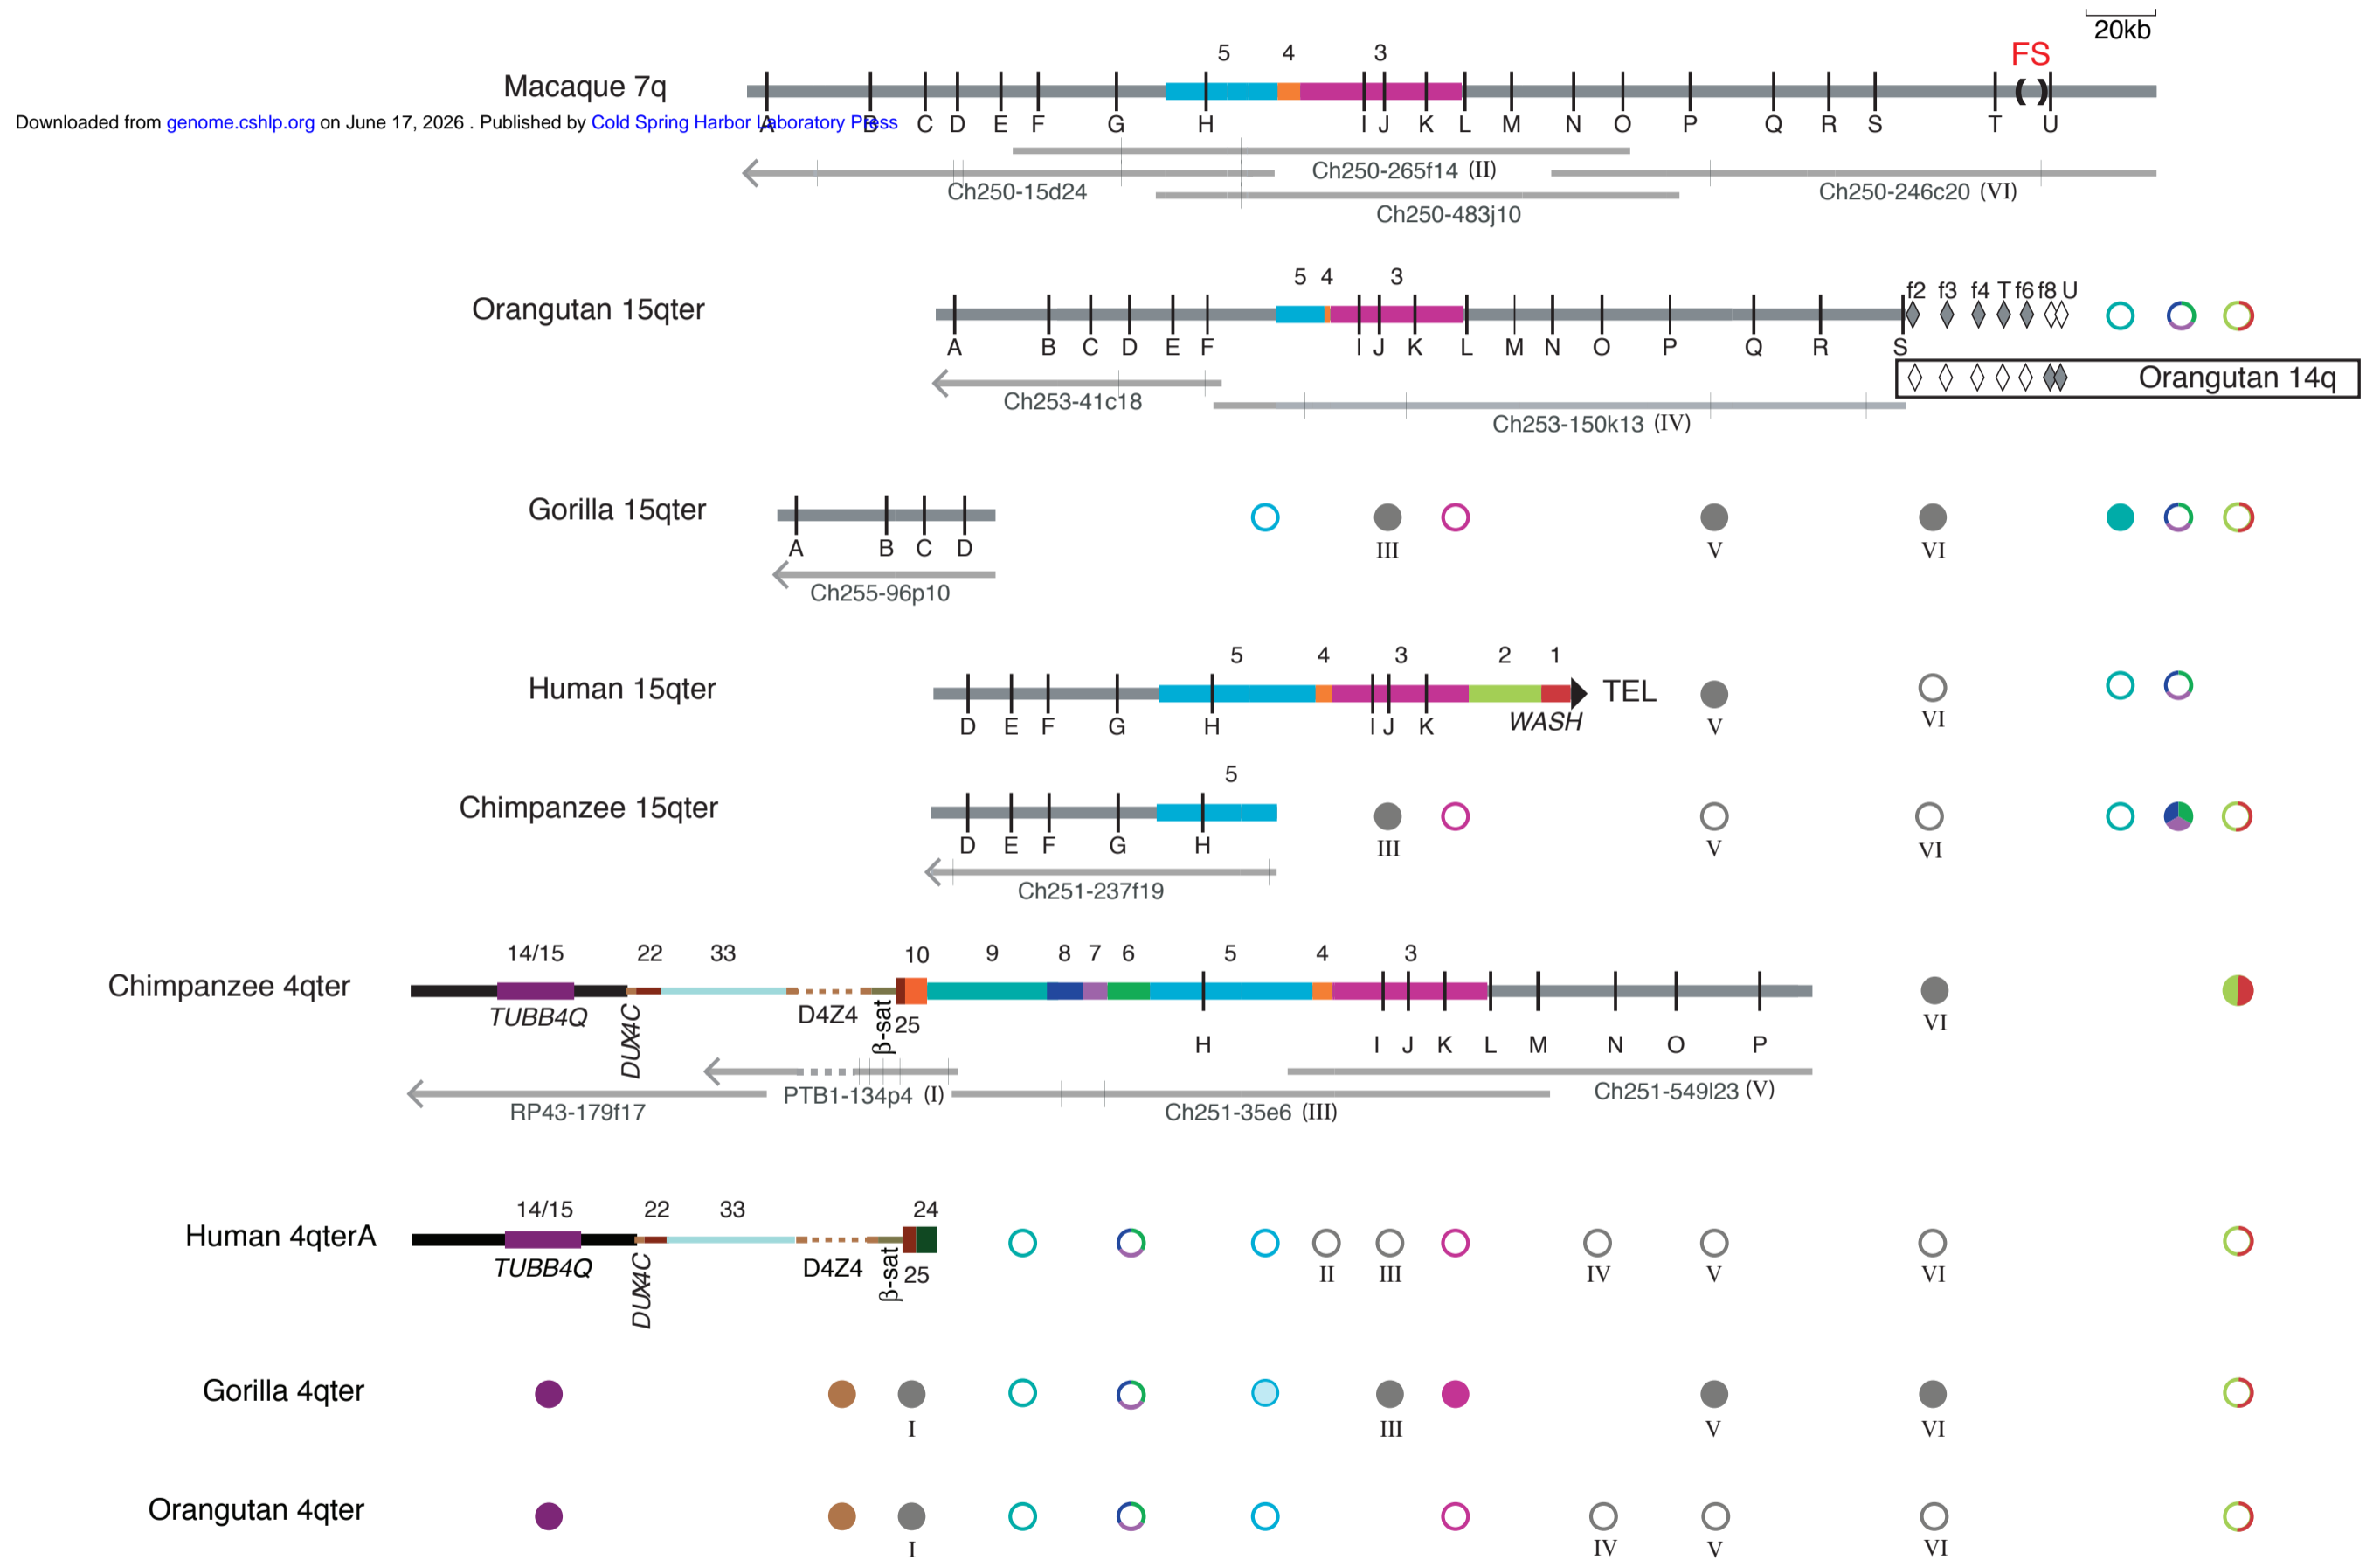 20kb
5 4 3 FS
Macaque 7q
Downloaded from genome.cshlp.org on June 17, 2026 . Published by Cold Spring Harbor Laboratory Press
A B C D E F G H I J K L M N O P Q R S T U
Ch250-265f14 (II)
Ch250-15d24 Ch250-246c20 (VI)
Ch250-483j10
5 4 3 f2 f3 f4 T f6 f8 U
Orangutan 15qter
A B C D E F I J K L M N O P Q R S
Orangutan 14q
Ch253-41c18
Ch253-150k13 (IV)
Gorilla 15qter
A B C D III V VI
Ch255-96p10
5 4 3 2 1
Human 15qter TEL
D E F G H I J K WASH V VI
5
Chimpanzee 15qter
D E F G H III V VI
Ch251-237f19
14/15 22 33 10 9 8 7 6 5 4 3
Chimpanzee 4qter
TUBB4Q DUX4C D4Z4 β-sat 25 VI
H I J K L M N O P
RP43-179f17 PTB1-134p4 (I) Ch251-35e6 (III) Ch251-549l23 (V)
14/15 22 33 24
Human 4qterA
TUBB4Q DUX4C D4Z4 β-sat 25 II III IV V VI
Gorilla 4qter
I III V VI
Orangutan 4qter
I IV V VI